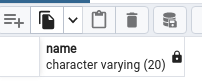 name
character varying (20)